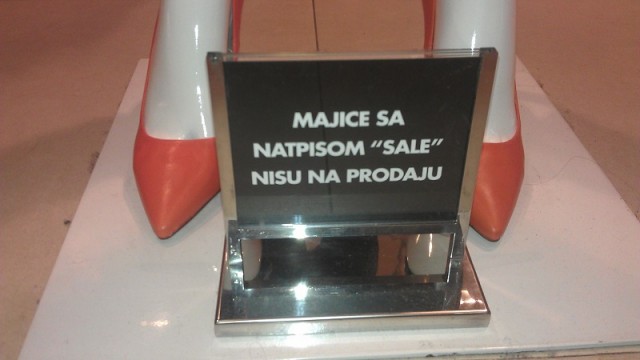 MAJICE SA
NATPISOM “SALE”
NISU NA PRODAJU